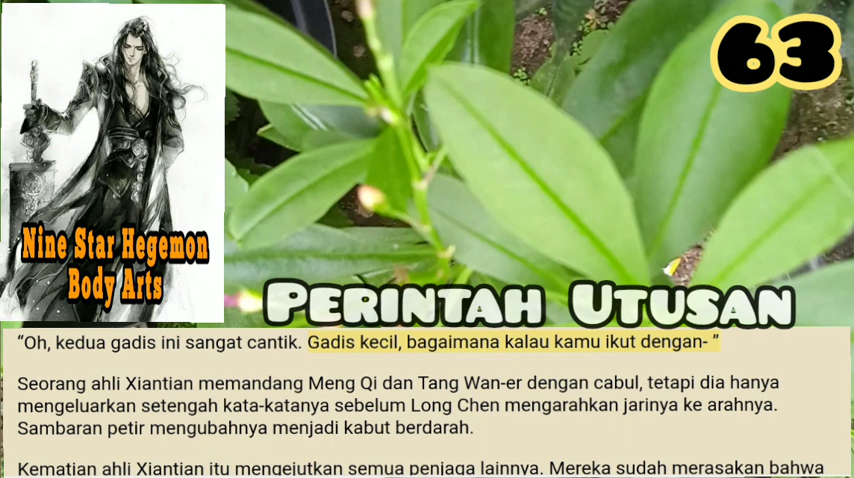 63
Nine Star Hegemon
Body Arts
PERINTAH UTUSAN
“Oh, kedua gadis ini sangat cantik. Gadis kecil, bagaimana kalau kamu ikut dengan- ”
Seorang ahli Xiantian memandang Meng Qi dan Tang Wan-er dengan cabul, tetapi dia hanya
mengeluarkan setengah kata-katanya sebelum Long Chen mengarahkan jarinya ke arahnya.
Sambaran petir mengubahnya menjadi kabut berdarah.
Kematian ahli Xiantian itu mengejutkan semua penjaga lainnya. Mereka sudah merasakan bahwa